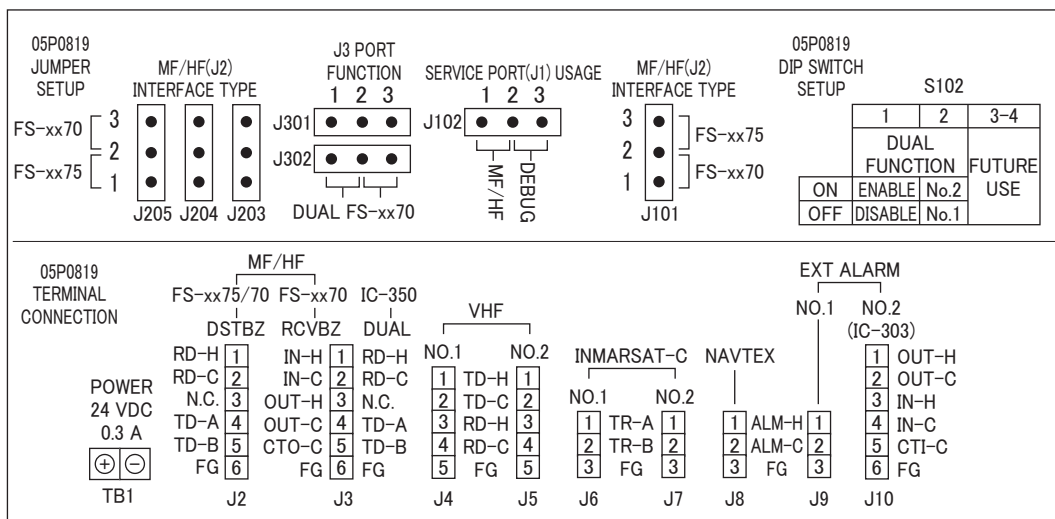 05P0819
JUMPER
SETUP
MF/HF(J2)
INTERFACE TYPE
FS-xx70
FS-xx75
3
2
1
J205 J204 J203
J3 PORT
FUNCTION
1 2 3
J301
J302
DUAL FS-xx70
SERVICE PORT(J1) USAGE
1 2 3
J102
MF/HF
DEBUG
MF/HF(J2)
INTERFACE TYPE
3
2
1
FS-xx75
FS-xx70
J101
05P0819
DIP SWITCH
SETUP
S102
1 2 3-4
DUAL
FUNCTION
FUTURE
USE
ON ENABLE No.2
OFF DISABLE No.1
05P0819
TERMINAL
CONNECTION
POWER
24 VDC
0.3 A
+ −
TB1
MF/HF
FS-xx75/70 FS-xx70 IC-350
DSTBZ RCVBZ DUAL
RD-H 1 IN-H 1 RD-H
RD-C 2 IN-C 2 RD-C
N.C. 3 OUT-H 3 N.C.
TD-A 4 OUT-C 4 TD-A
TD-B 5 CTO-C 5 TD-B
FG 6 FG 6 FG
J2 J3
VHF
NO.1 NO.2
1 TD-H 1
2 TD-C 2
3 RD-H 3
4 RD-C 4
5 FG 5
J4 J5
INMARSAT-C
NO.1 NO.2
1 TR-A 1
2 TR-B 2
3 FG 3
J6 J7
NAVTEX
EXT ALARM
NO.1 NO.2
(IC-303)
1 ALM-H 1
2 ALM-C 2
3 FG 3
J8 J9
1 OUT-H
2 OUT-C
3 IN-H
4 IN-C
5 CTI-C
6 FG
J10